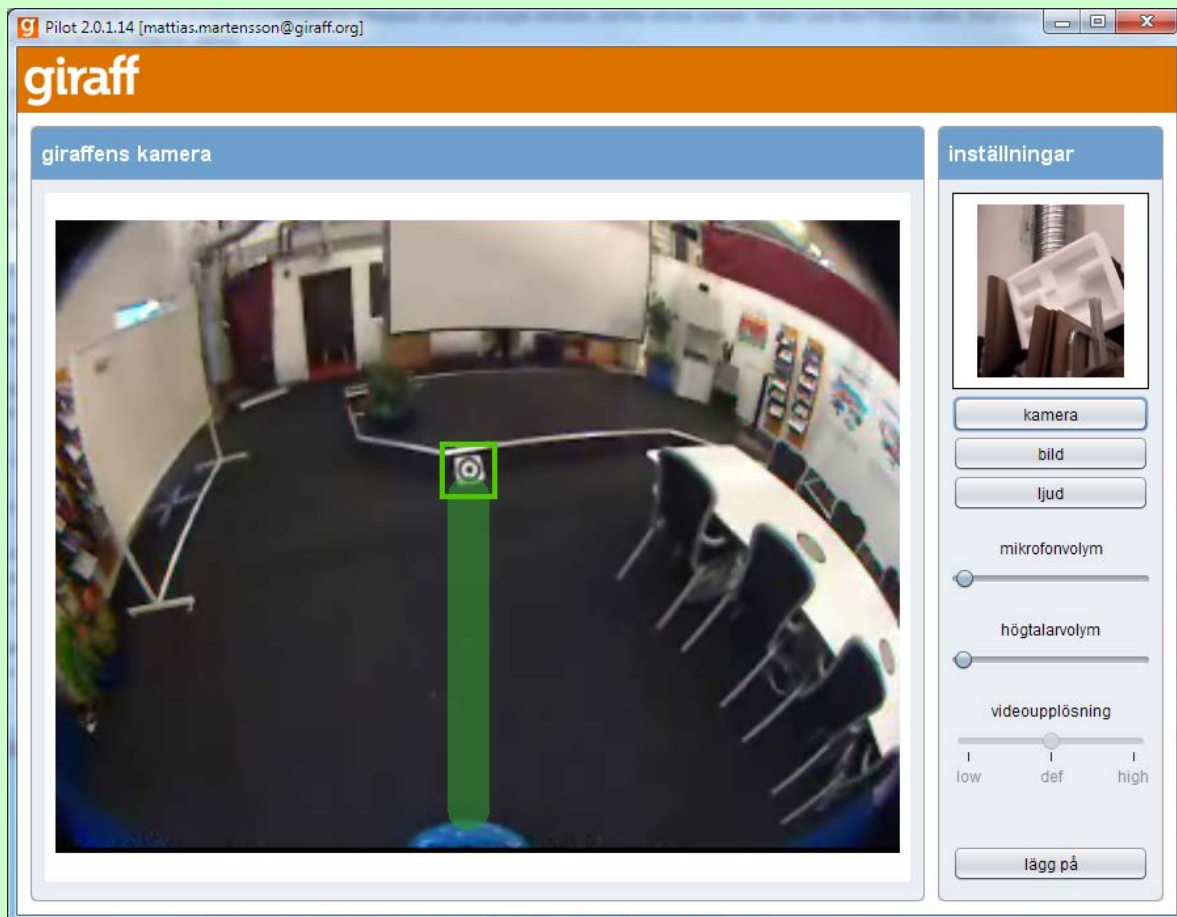 Pilot 2.0.1.14 [mattias.martensson@giraff.org]
giraff
giraffens kamera
inställningar
kamera
bild
ljud
mikrofonvolym
högtalarvolym
videoupplösning
low def high
lägg på